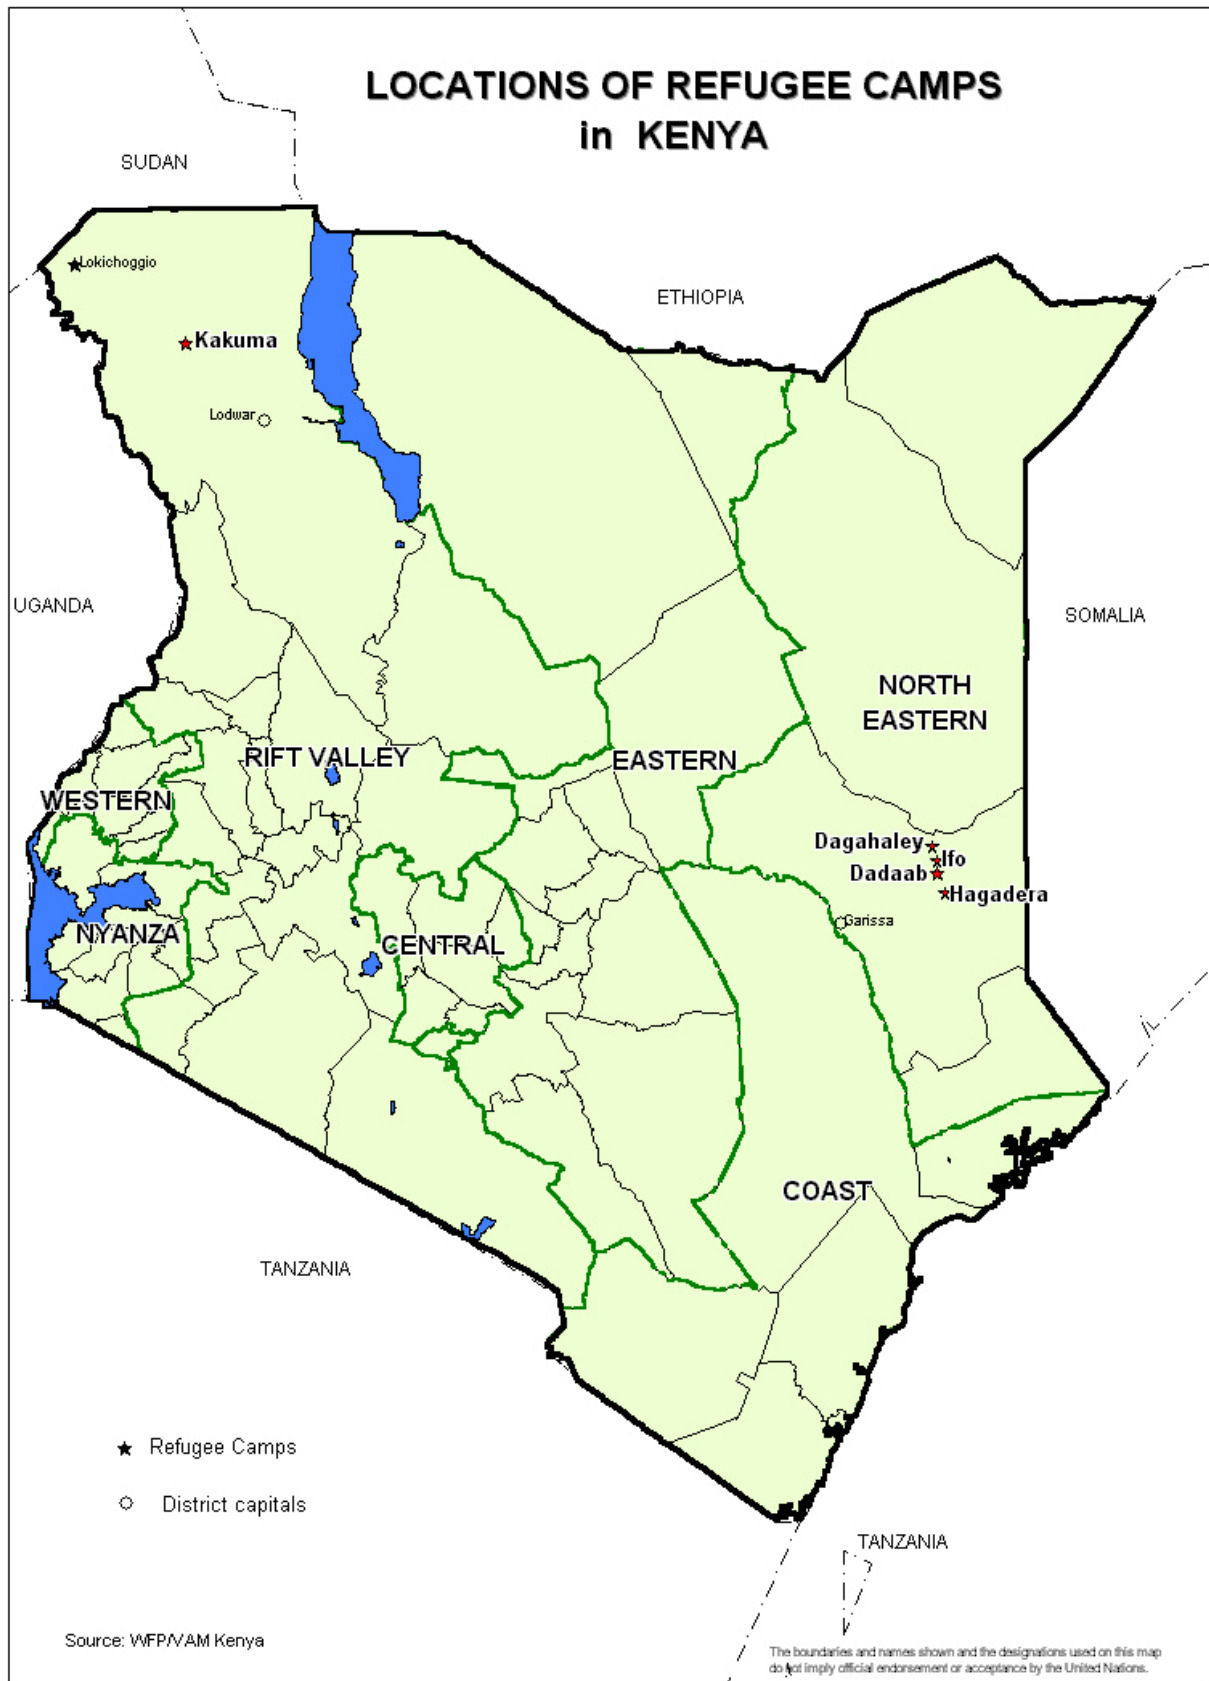 LOCATIONS OF REFUGEE CAMPS
in KENYA
SUDAN
Lokichoggio
ETHIOPIA
Kakuma
Lodwar
UGANDA
SOMALIA
NORTH
EASTERN
RIFT VALLEY
EASTERN
WESTERN
Dagahaley
Ifo
Dadaab
Hagadera
Garissa
NYANZA
CENTRAL
COAST
TANZANIA
Refugee Camps
District capitals
TANZANIA
Source: WFP/VAM Kenya
The boundaries and names shown and the designations used on this map
do not imply official endorsement or acceptance by the United Nations.